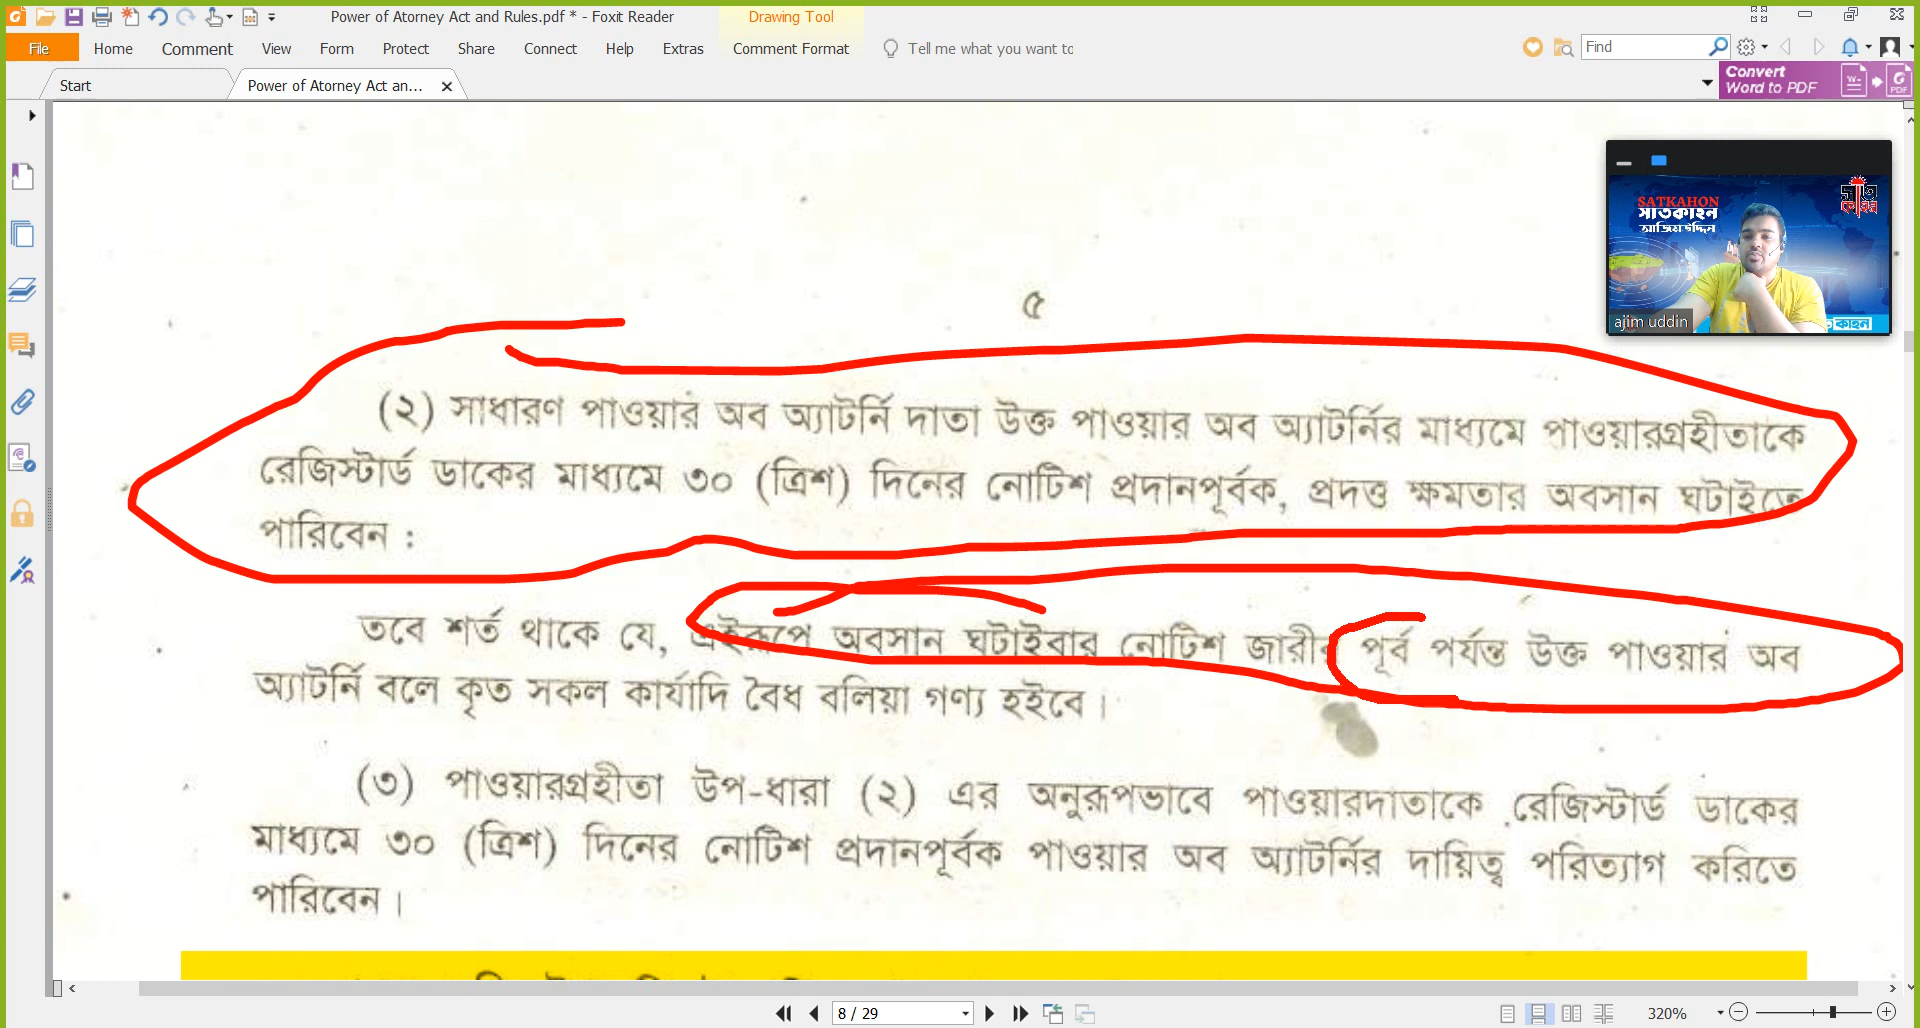 Power of Atorney Act and Rules.pdf * - Foxit Reader
Drawing Tool
File Home Comment View Form Protect Share Connect Help Extras Comment Format Tell me what you want to
Find
Start
Power of Atorney Act an...
Convert
Word to PDF
PDF
SATKAHON
সাতকাহন
আজিম উদ্দিন
সাত
কাহন
ajim uddin
কাহন
৫
(২) সাধারণ পাওয়ার অব অ্যাটর্নি দাতা উক্ত পাওয়ার অব অ্যাটর্নির মাধ্যমে পাওয়ারগ্রহীতাকে
রেজিস্টার্ড ডাকের মাধ্যমে ৩০ (ত্রিশ) দিনের নোটিশ প্রদানপূর্বক, প্রদত্ত ক্ষমতার অবসান ঘটাইতে
পারিবেন :
তবে শর্ত থাকে যে, এইরূপে অবসান ঘটাইবার নোটিশ জারীর পূর্ব পর্যন্ত উক্ত পাওয়ার অব
অ্যাটর্নি বলে কৃত সকল কার্যাদি বৈধ বলিয়া গণ্য হইবে।
(৩) পাওয়ারগ্রহীতা উপ-ধারা (২) এর অনুরূপভাবে পাওয়ারদাতাকে রেজিস্টার্ড ডাকের
মাধ্যমে ৩০ (ত্রিশ) দিনের নোটিশ প্রদানপূর্বক পাওয়ার অব অ্যাটর্নির দায়িত্ব পরিত্যাগ করিতে
পারিবেন।
8 / 29
320%